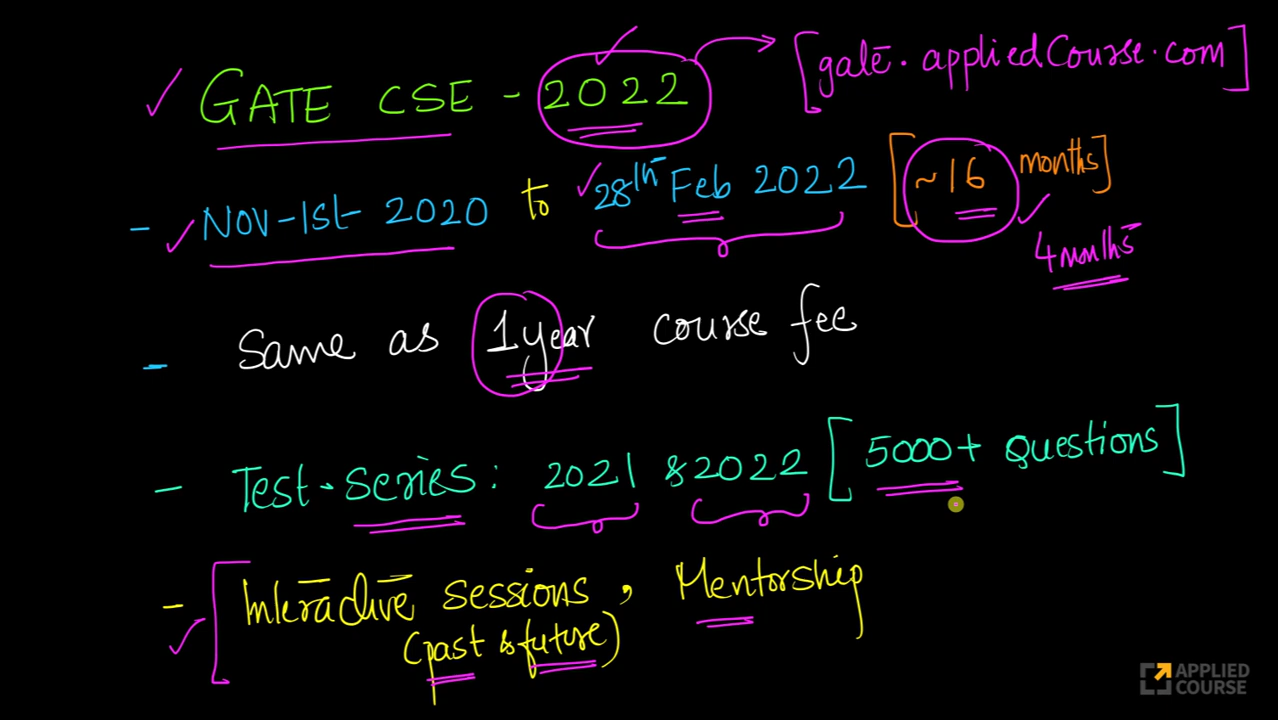 GATE CSE - 2022 [gate.appliedCourse.com]
- Nov-1st 2020 to 28th Feb 2022 [~16 months]
4 months
- Same as 1 year course fee
- Test-series: 2021 & 2022 [5000+ Questions]
- Interactive sessions, Mentorship
(past & future)
APPLIED
COURSE